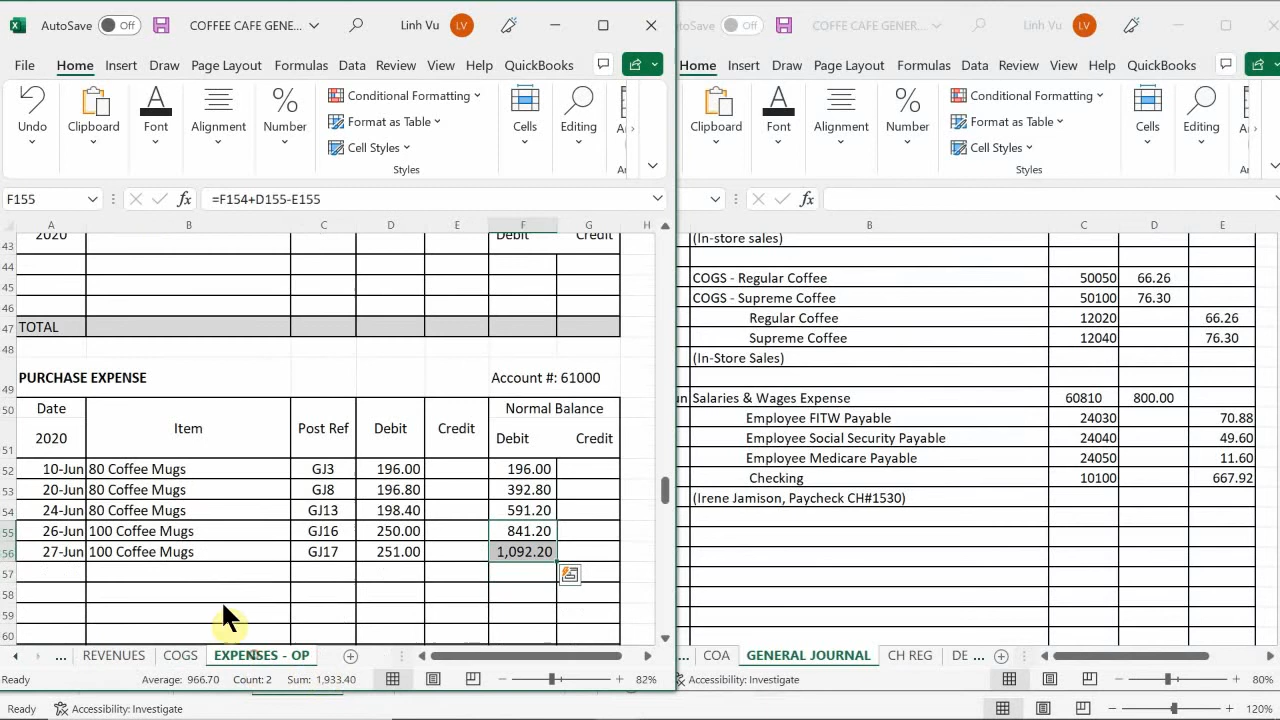 AutoSave Off COFFEE CAFE GENE... Linh Vu LV
File Home Insert Draw Page Layout Formulas Data Review View Help QuickBooks
Undo Clipboard Font Alignment Number
Conditional Formatting
Format as Table
Cell Styles
Styles
Cells Editing
F155 fx =F154+D155-E155
A B C D E F G H
43 2020 Debit Credit
44
45
46
47 TOTAL
48
49 PURCHASE EXPENSE Account #: 61000
50 Date Normal Balance
Item Post Ref Debit Credit
51 2020 Debit Credit
52 10-Jun 80 Coffee Mugs GJ3 196.00 196.00
53 20-Jun 80 Coffee Mugs GJ8 196.80 392.80
54 24-Jun 80 Coffee Mugs GJ13 198.40 591.20
55 26-Jun 100 Coffee Mugs GJ16 250.00 841.20
56 27-Jun 100 Coffee Mugs GJ17 251.00 1,092.20
57
58
59
60
... REVENUES COGS EXPENSES - OP
Ready Average: 966.70 Count: 2 Sum: 1,933.40 82%
Ready Accessibility: Investigate
toSave Off COFFE CAFE GENER... Linh Vu LV
Home Insert Draw Page Layout Formulas Data Review View Help QuickBooks
Clipboard Font Alignment Number
Conditional Formatting
Format as Table
Cell Styles
Styles
Cells Editing
fx
B C D E
(In-store sales)
COGS - Regular Coffee 50050 66.26
COGS - Supreme Coffee 50100 76.30
Regular Coffee 12020 66.26
Supreme Coffee 12040 76.30
(In-Store Sales)
un Salaries & Wages Expense 60810 800.00
Employee FITW Payable 24030 70.88
Employee Social Security Payable 24040 49.60
Employee Medicare Payable 24050 11.60
Checking 10100 667.92
(Irene Jamison, Paycheck CH#1530)
... COA GENERAL JOURNAL CH REG DE ...
Accessibility: Investigate 80%
120%